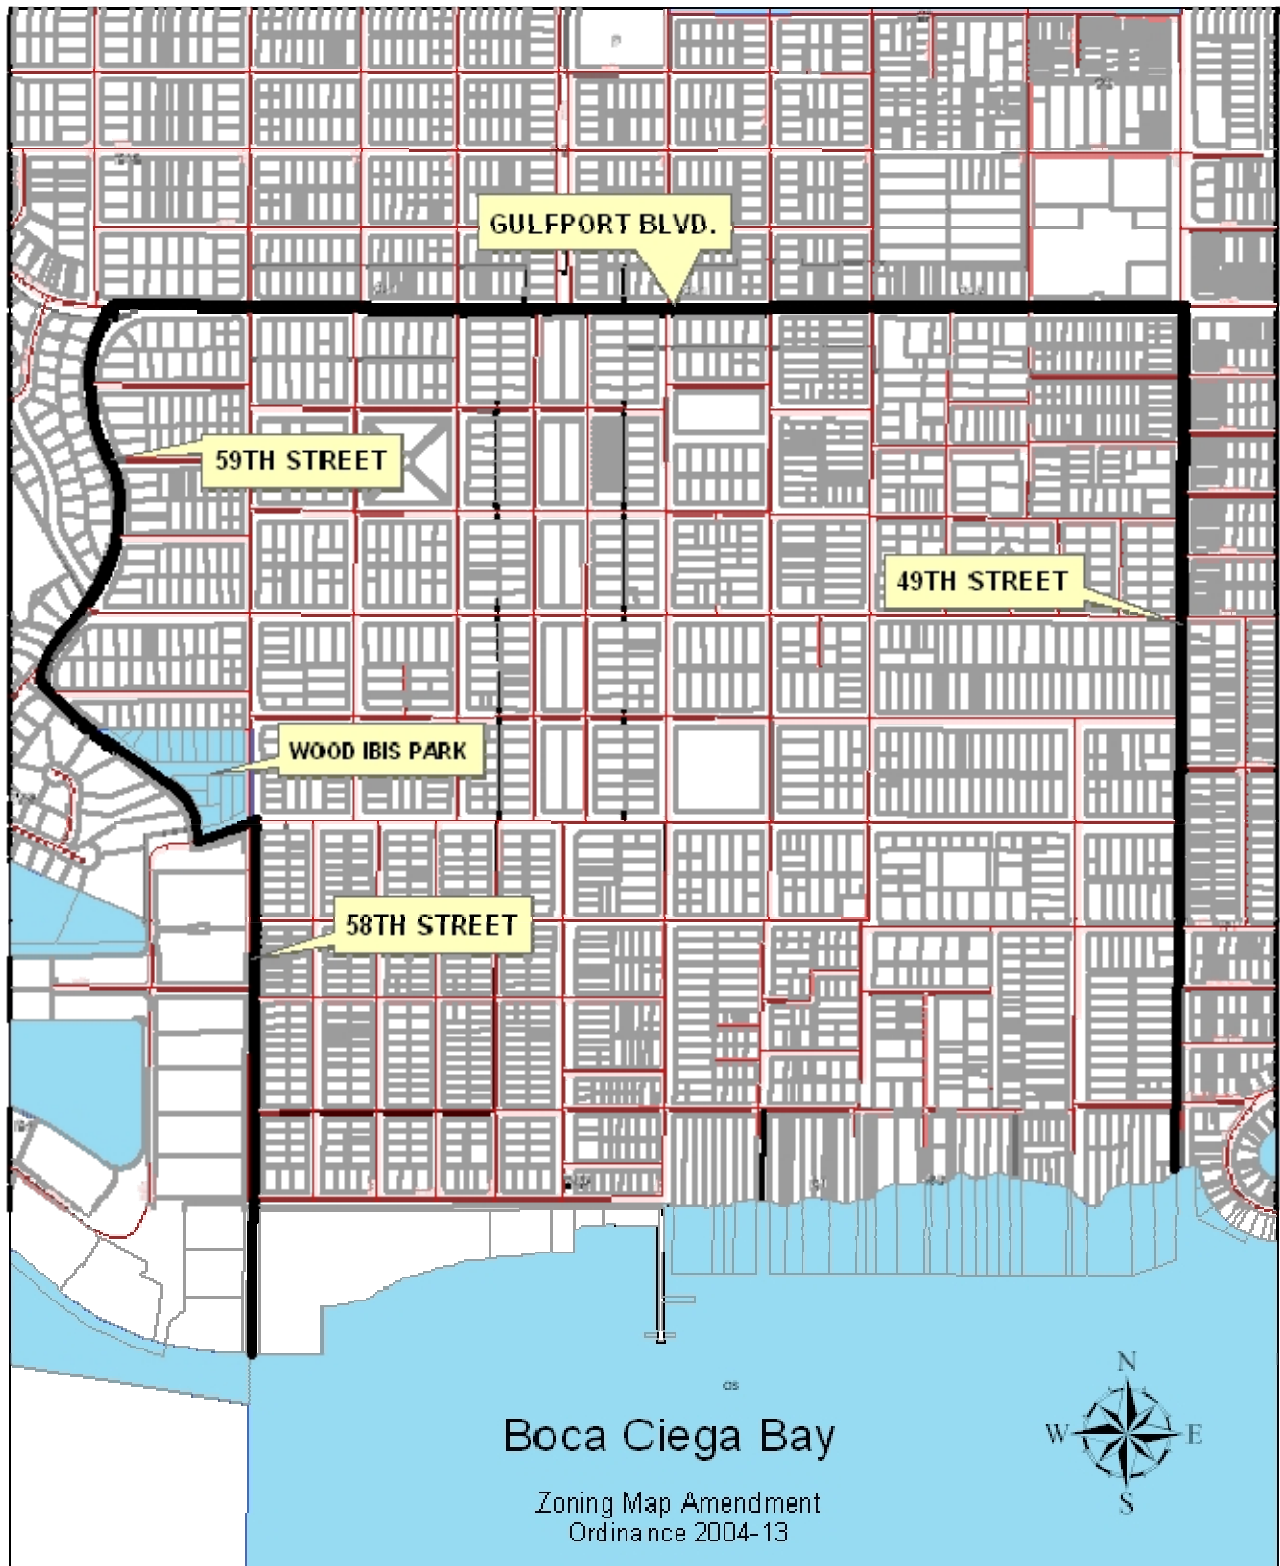 GULFPORT BLVD.
59TH STREET
49TH STREET
WOOD IBIS PARK
58TH STREET
N
W E
S
Boca Ciega Bay
Zoning Map Amendment
Ordinance 2004-13